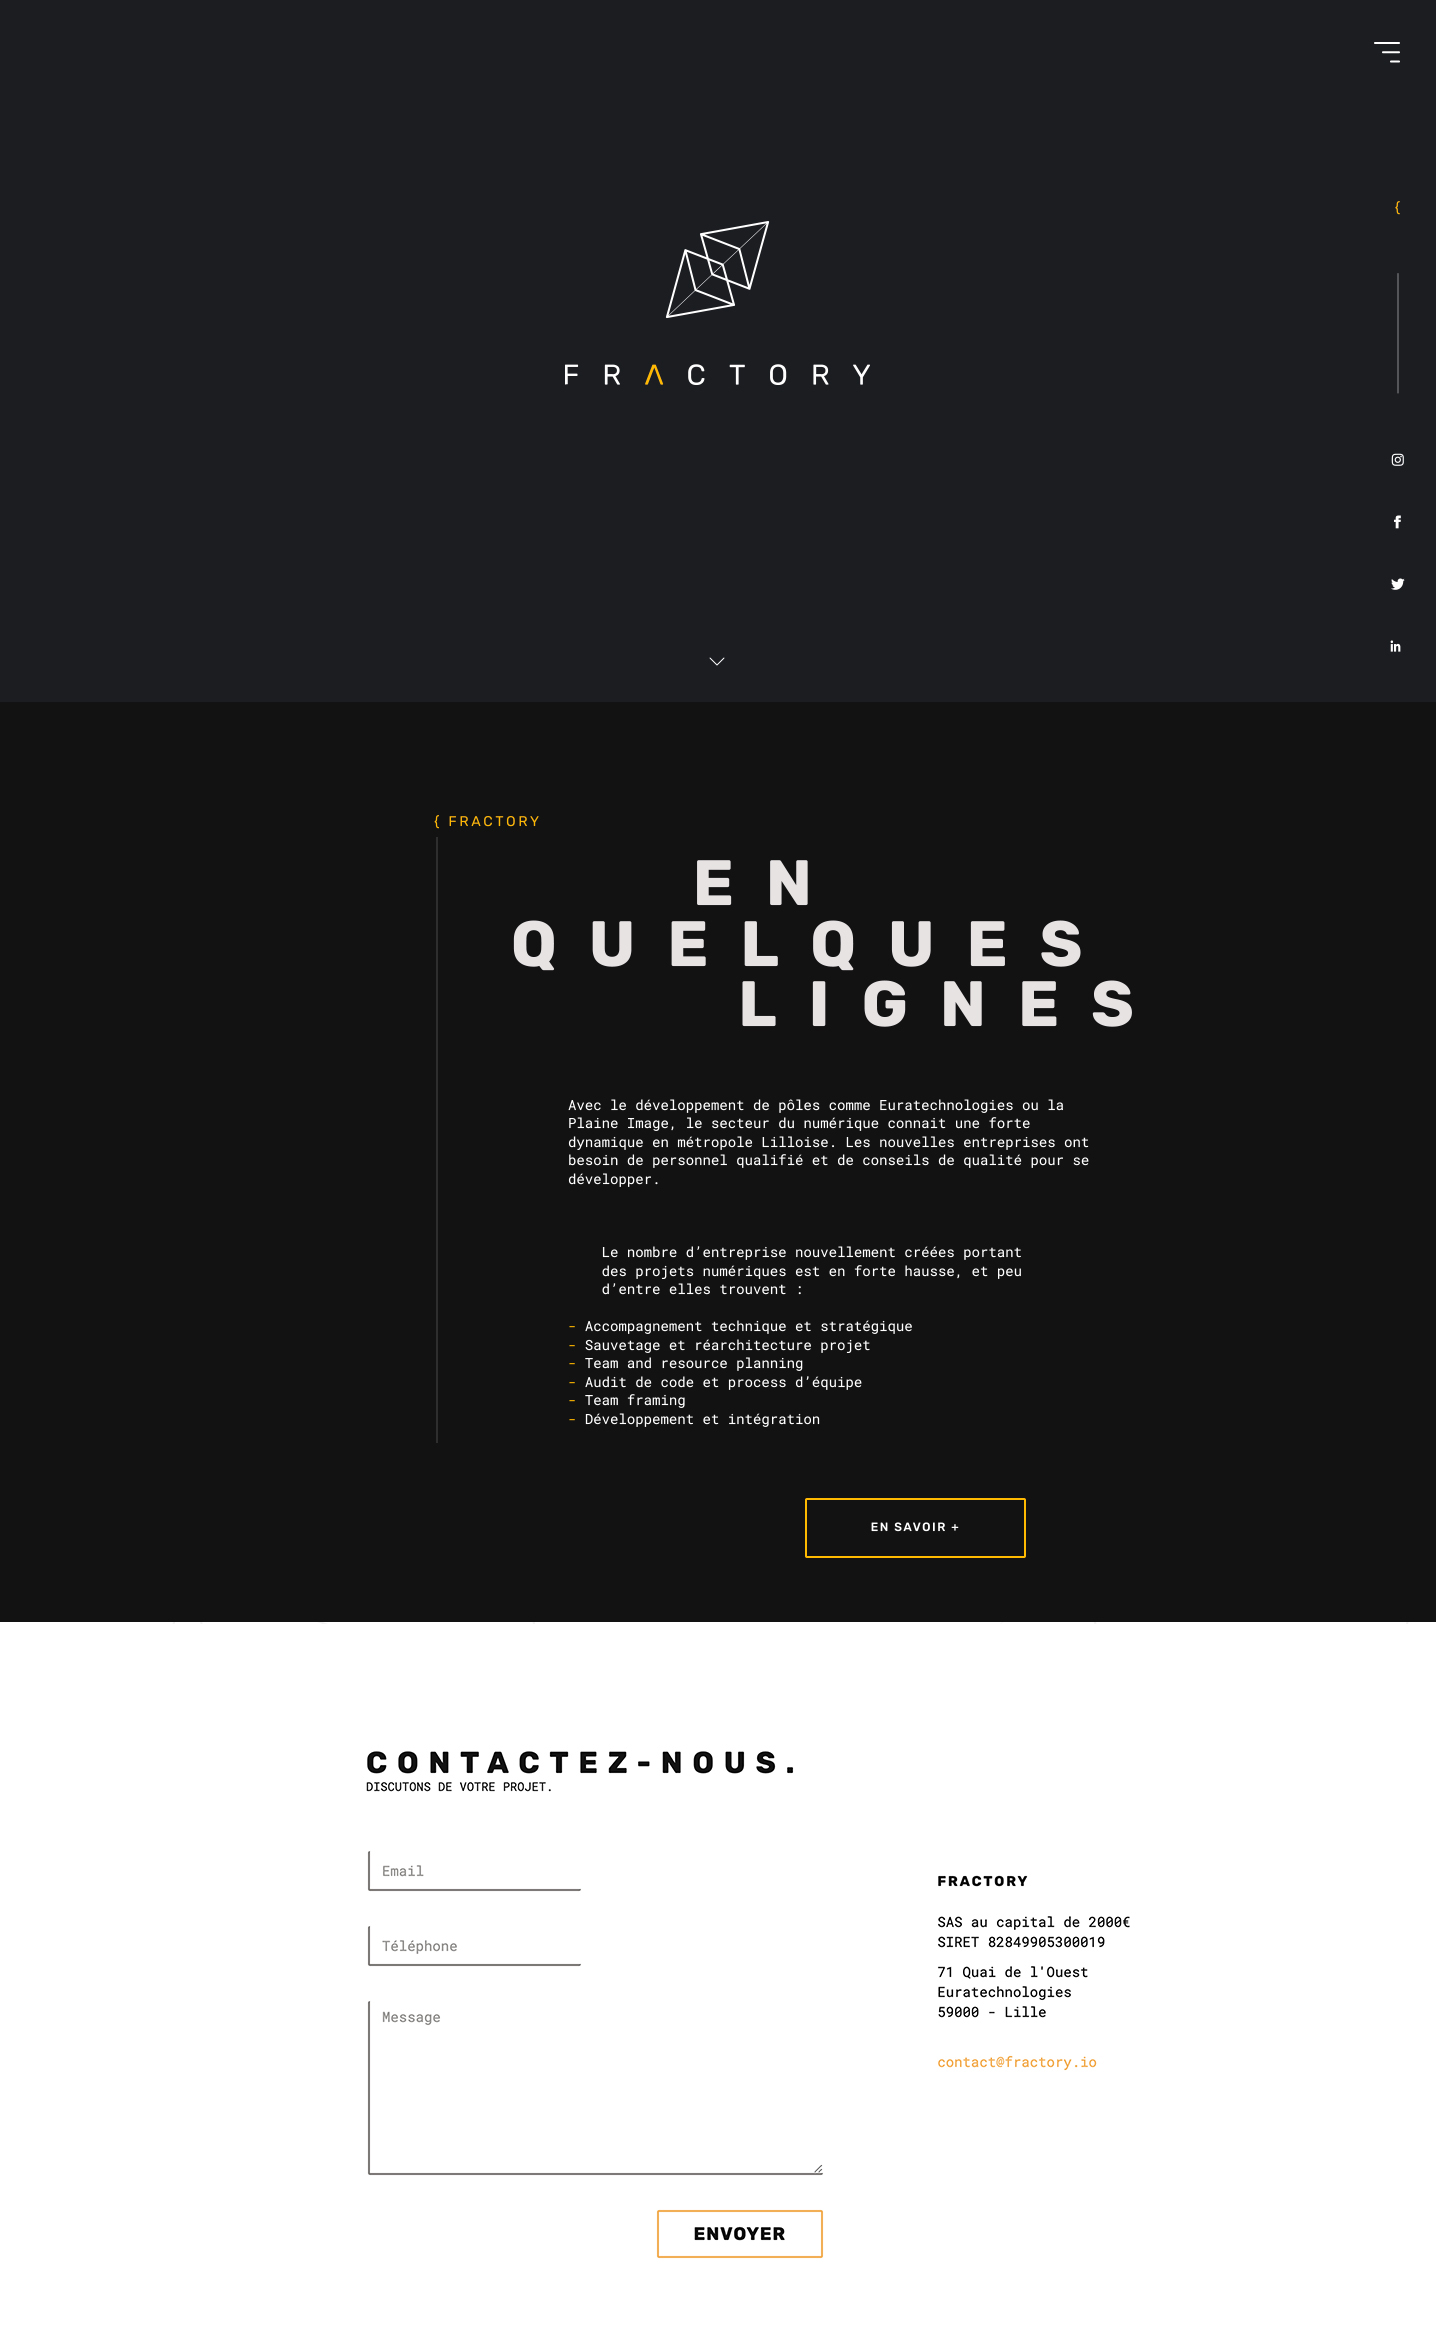 {
FRΛCTORY
{ FRACTORY
EN
QUELQUES
LIGNES
Avec le développement de pôles comme Euratechnologies ou la
Plaine Image, le secteur du numérique connait une forte
dynamique en métropole Lilloise. Les nouvelles entreprises ont
besoin de personnel qualifié et de conseils de qualité pour se
développer.
Le nombre d’entreprise nouvellement créées portant
des projets numériques est en forte hausse, et peu
d’entre elles trouvent :
- Accompagnement technique et stratégique
- Sauvetage et réarchitecture projet
- Team and resource planning
- Audit de code et process d’équipe
- Team framing
- Développement et intégration
EN SAVOIR +
CONTACTEZ-NOUS.
DISCUTONS DE VOTRE PROJET.
Email
Téléphone
Message
ENVOYER
FRACTORY
SAS au capital de 2000€
SIRET 82849905300019
71 Quai de l'Ouest
Euratechnologies
59000 - Lille
contact@fractory.io